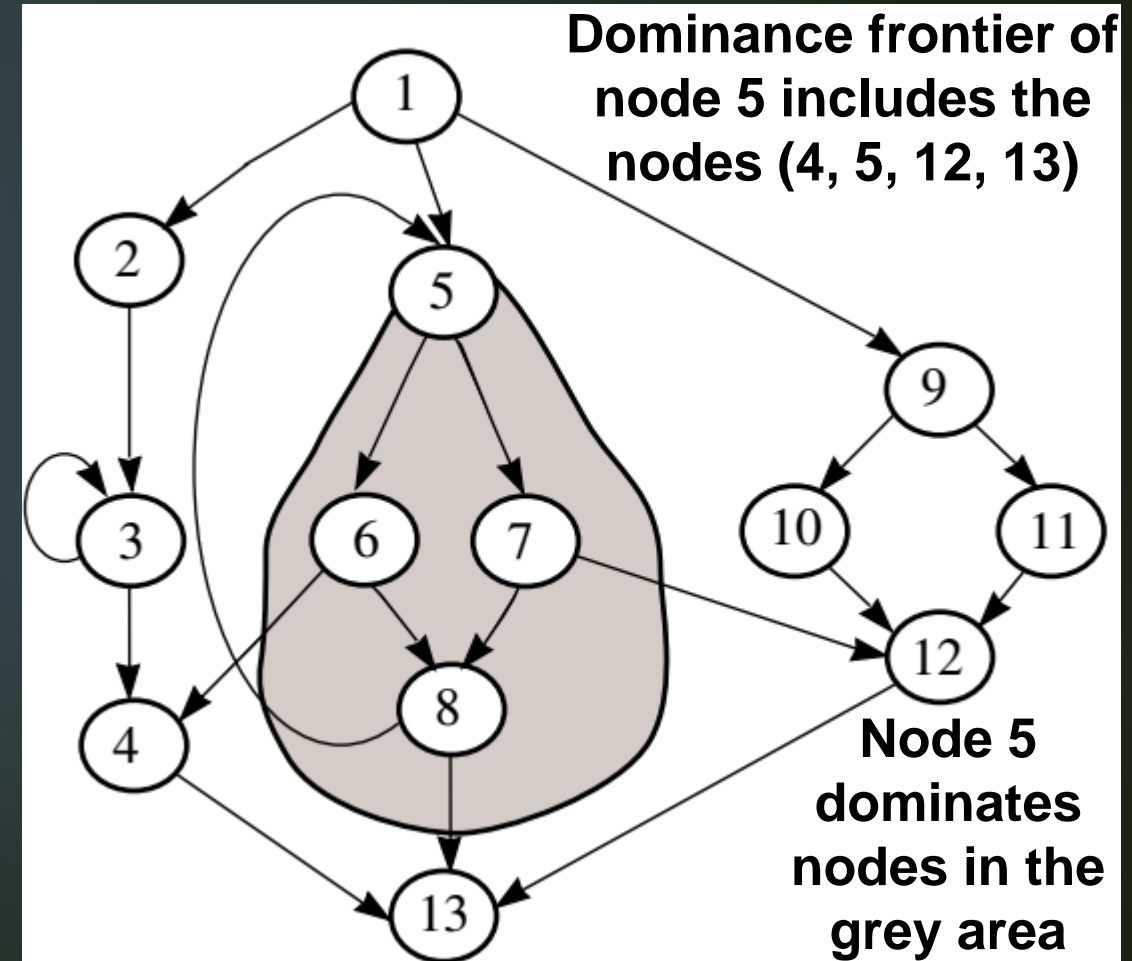 Dominance frontier of
node 5 includes the
nodes (4, 5, 12, 13)
1
2
5
9
3
6
7
10
11
12
8
4
Node 5
dominates
nodes in the
grey area
13